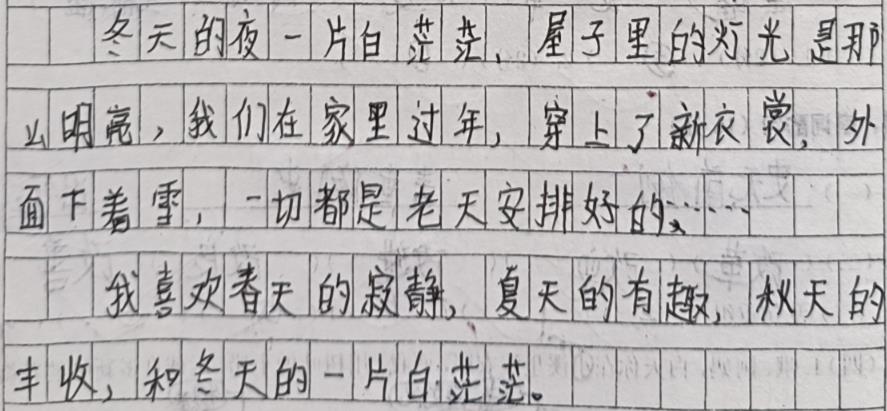 冬天的夜一片白茫茫，屋子里的灯光是那
么明亮，我们在家里过年，穿上了新衣裳，外
面下着雪，一切都是老天安排好的……
我喜欢春天的寂静，夏天的有趣，秋天的
丰收，和冬天的一片白茫茫。